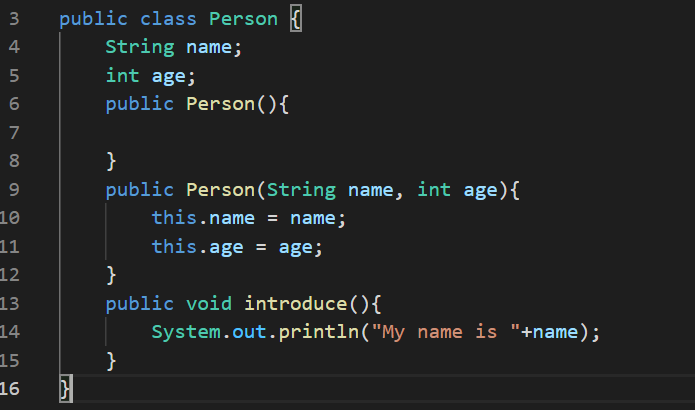 3 public class Person {
4     String name;
5     int age;
6     public Person(){
7
8     }
9     public Person(String name, int age){
10         this.name = name;
11         this.age = age;
12     }
13     public void introduce(){
14         System.out.println("My name is "+name);
15     }
16 }